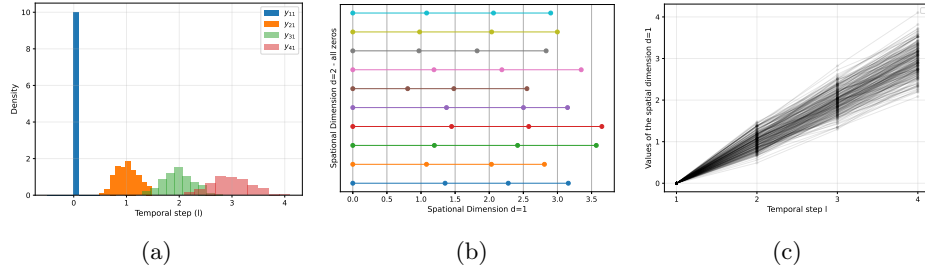 y11
y21
y31
y41
10
8
6
4
2
0
Density
0 1 2 3 4
Temporal step (l)
(a)
Spational Dimension d=2 - all zeros
0.0 0.5 1.0 1.5 2.0 2.5 3.0 3.5
Spational Dimension d=1
(b)
Values of the spatial dimension d=1
4
3
2
1
0
1 2 3 4
Temporal step l
(c)